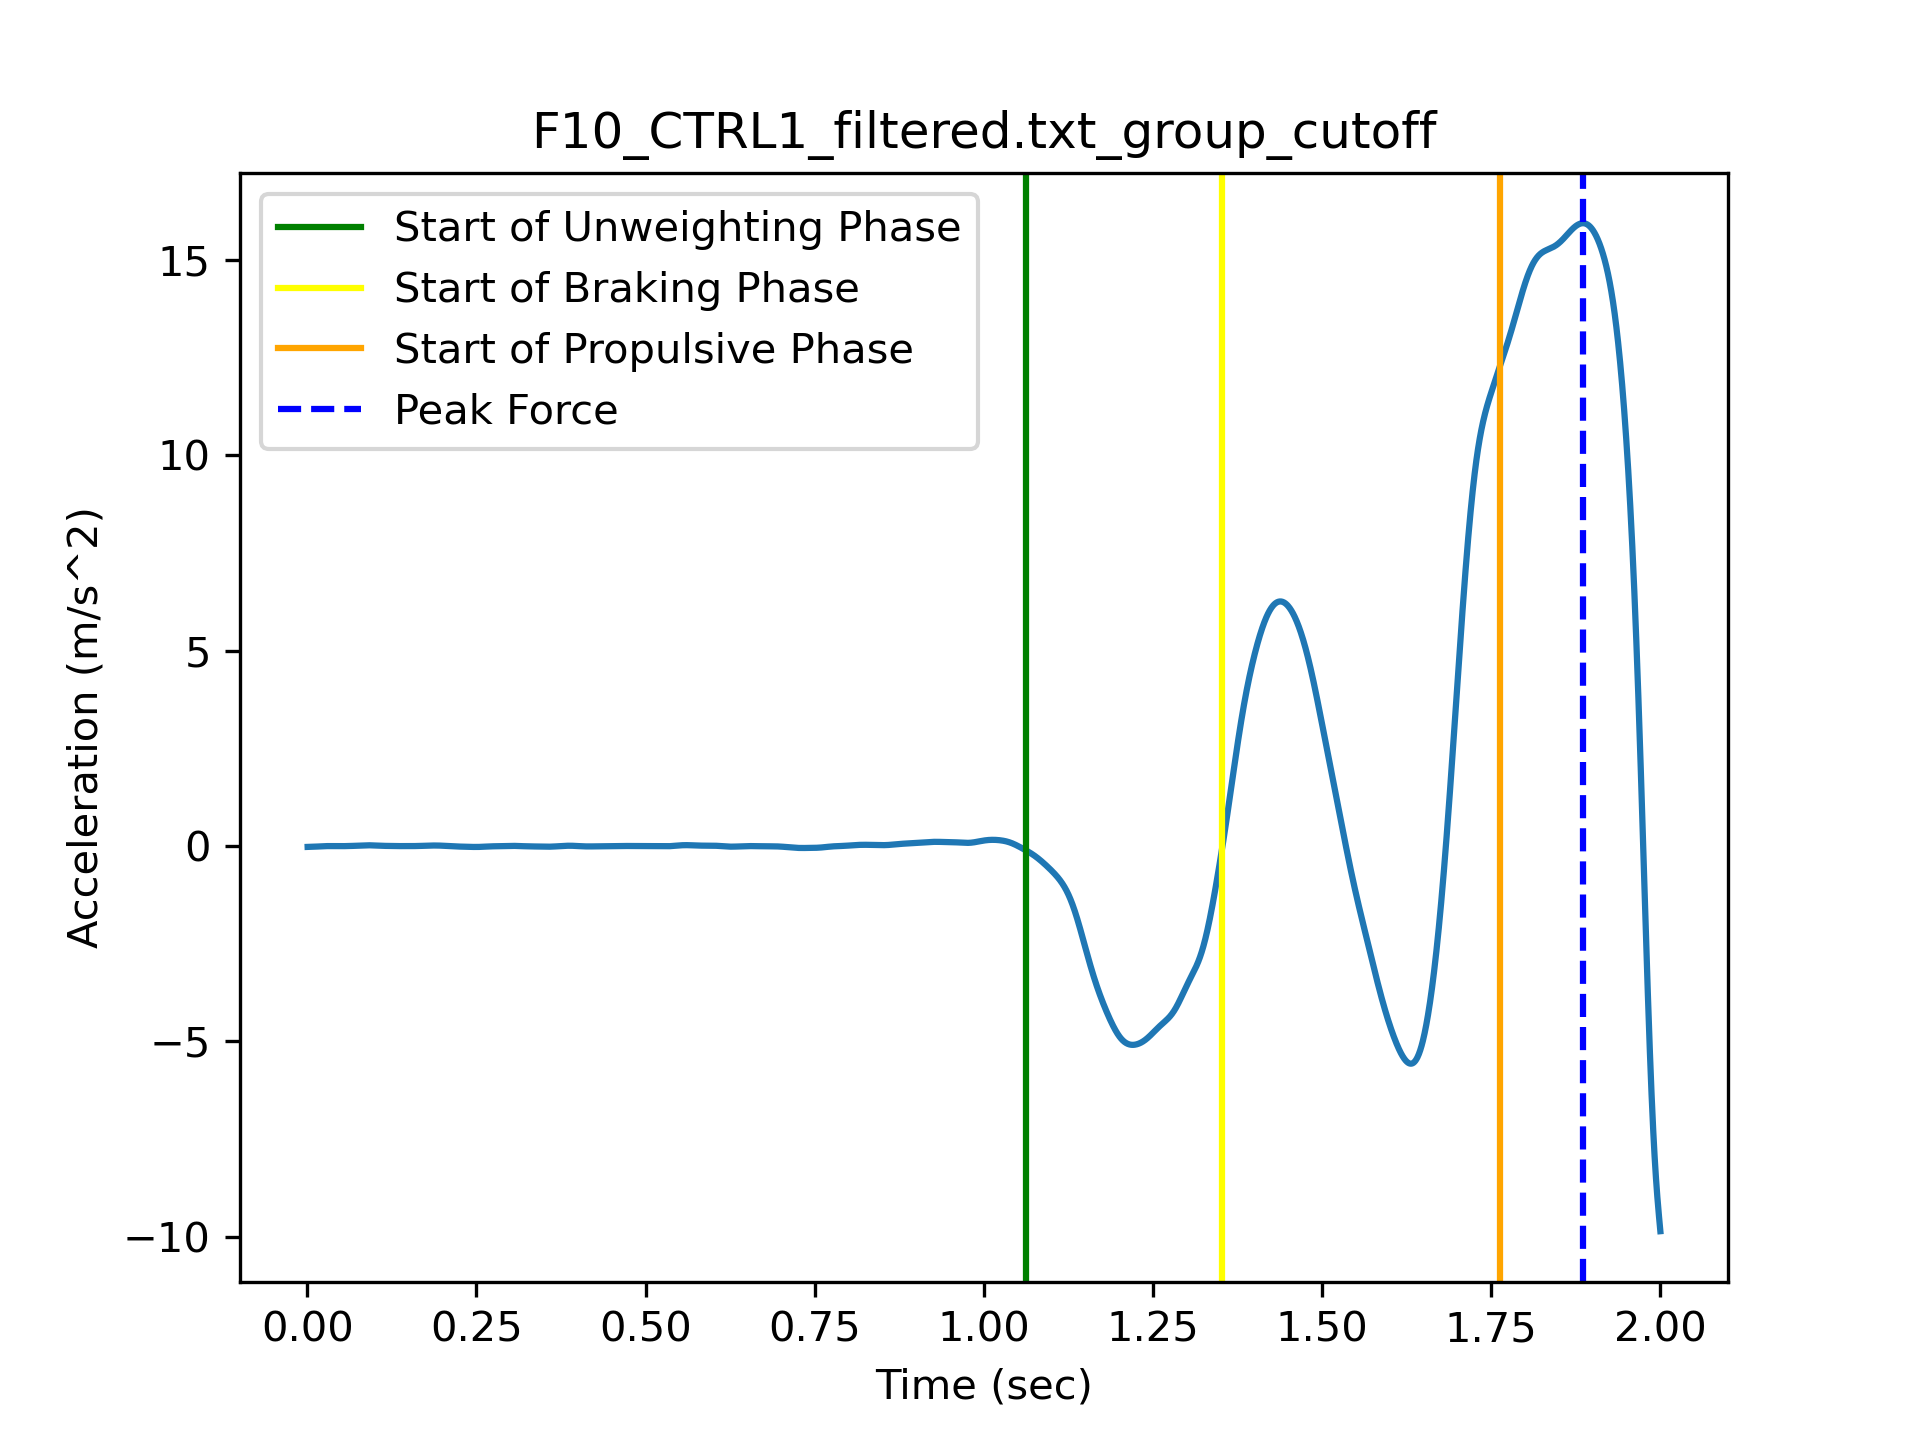 F10_CTRL1_filtered.txt_group_cutoff
Start of Unweighting Phase
Start of Braking Phase
Start of Propulsive Phase
Peak Force
Acceleration (m/s^2)
15
10
5
0
−5
−10
0.00 0.25 0.50 0.75 1.00 1.25 1.50 1.75 2.00
Time (sec)